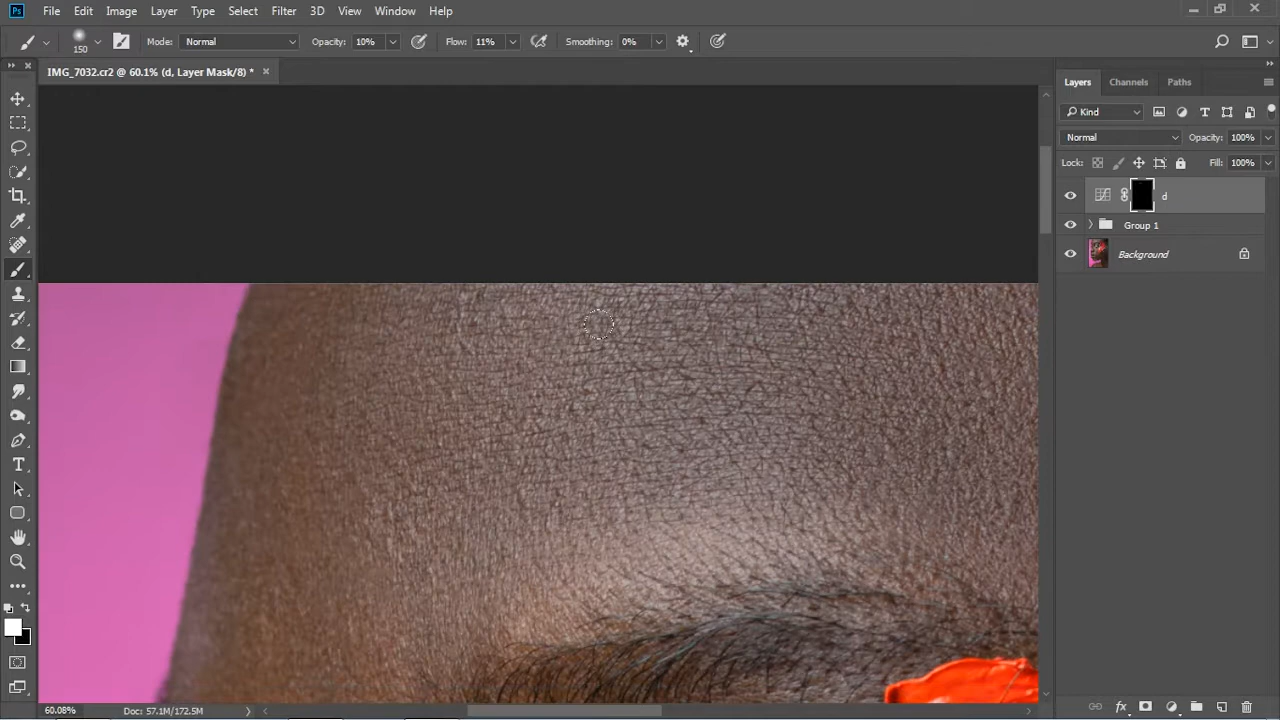 Ps File Edit Image Layer Type Select Filter 3D View Window Help
150 Mode: Normal Opacity: 10% Flow: 11% Smoothing: 0%
IMG_7032.cr2 @ 60.1% (d, Layer Mask/8) *
Layers Channels Paths
Kind
Normal Opacity: 100%
Lock: Fill: 100%
d
Group 1
Background
60.08% Doc: 57.1M/172.5M